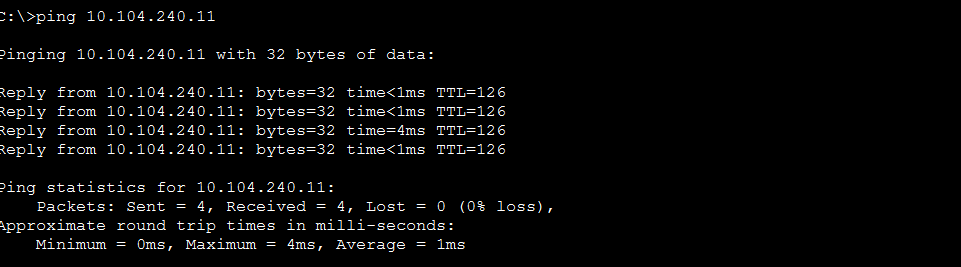 C:\>ping 10.104.240.11
Pinging 10.104.240.11 with 32 bytes of data:
Reply from 10.104.240.11: bytes=32 time<1ms TTL=126
Reply from 10.104.240.11: bytes=32 time<1ms TTL=126
Reply from 10.104.240.11: bytes=32 time=4ms TTL=126
Reply from 10.104.240.11: bytes=32 time<1ms TTL=126
Ping statistics for 10.104.240.11:
    Packets: Sent = 4, Received = 4, Lost = 0 (0% loss),
Approximate round trip times in milli-seconds:
    Minimum = 0ms, Maximum = 4ms, Average = 1ms